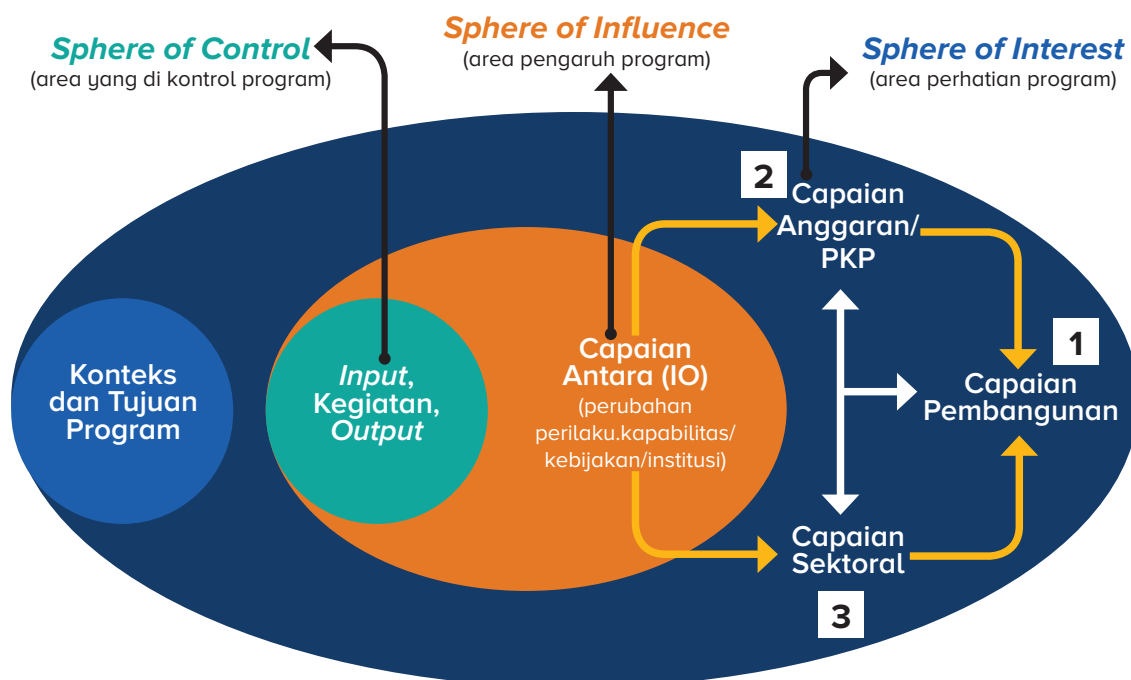 Sphere of Control
(area yang di kontrol program)
Sphere of Influence
(area pengaruh program)
Sphere of Interest
(area perhatian program)
Konteks
dan Tujuan
Program
Input,
Kegiatan,
Output
Capaian
Antara (IO)
(perubahan
perilaku.kapabilitas/
kebijakan/institusi)
2
Capaian
Anggaran/
PKP
1
Capaian
Pembangunan
Capaian
Sektoral
3